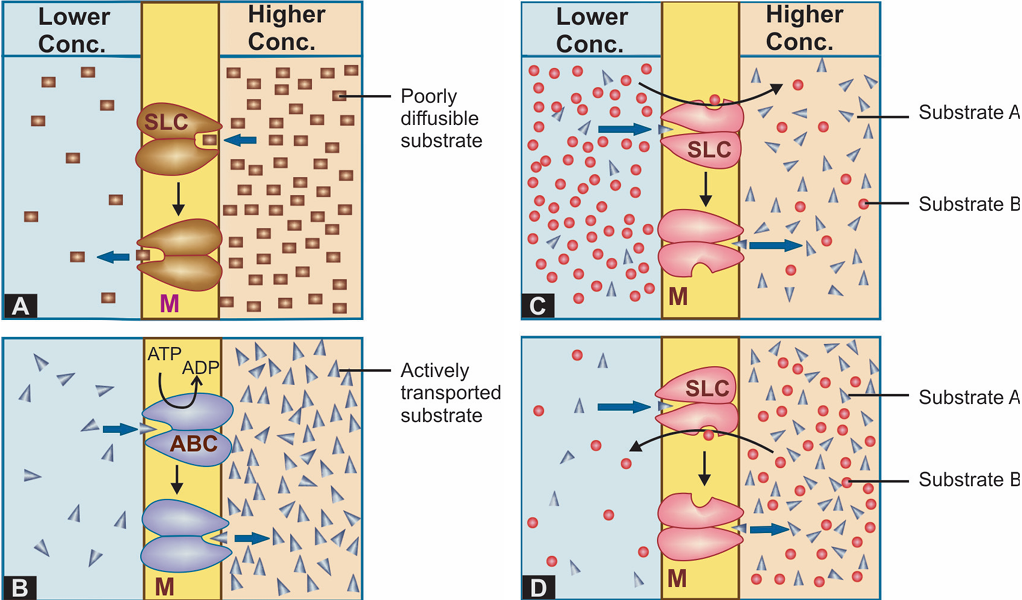 Lower
Conc.
Higher
Conc.
SLC
Poorly
diffusible
substrate
M
A
Lower
Conc.
Higher
Conc.
SLC
Substrate A
Substrate B
M
C
ATP
ADP
ABC
Actively
transported
substrate
M
B
SLC
Substrate A
Substrate B
M
D